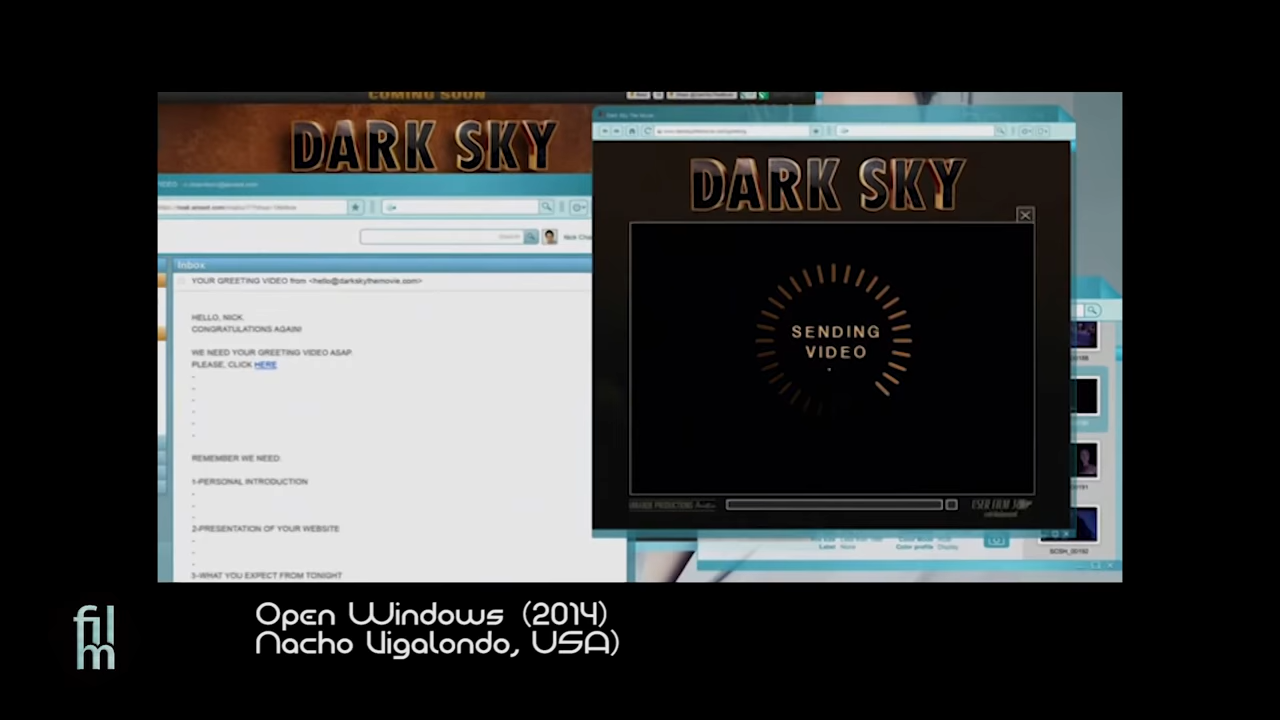 COMING SOON
DARK SKY
DARK SKY
SENDING
VIDEO
Inbox
YOUR GREETING VIDEO from <hello@darkskythemovie.com>
HELLO, NICK.
CONGRATULATIONS AGAIN!
WE NEED YOUR GREETING VIDEO ASAP.
PLEASE, CLICK HERE
REMEMBER WE NEED:
1-PERSONAL INTRODUCTION
2-PRESENTATION OF YOUR WEBSITE
3-WHAT YOU EXPECT FROM TONIGHT
film
Open Windows (2014)
Nacho Vigalondo, USA)